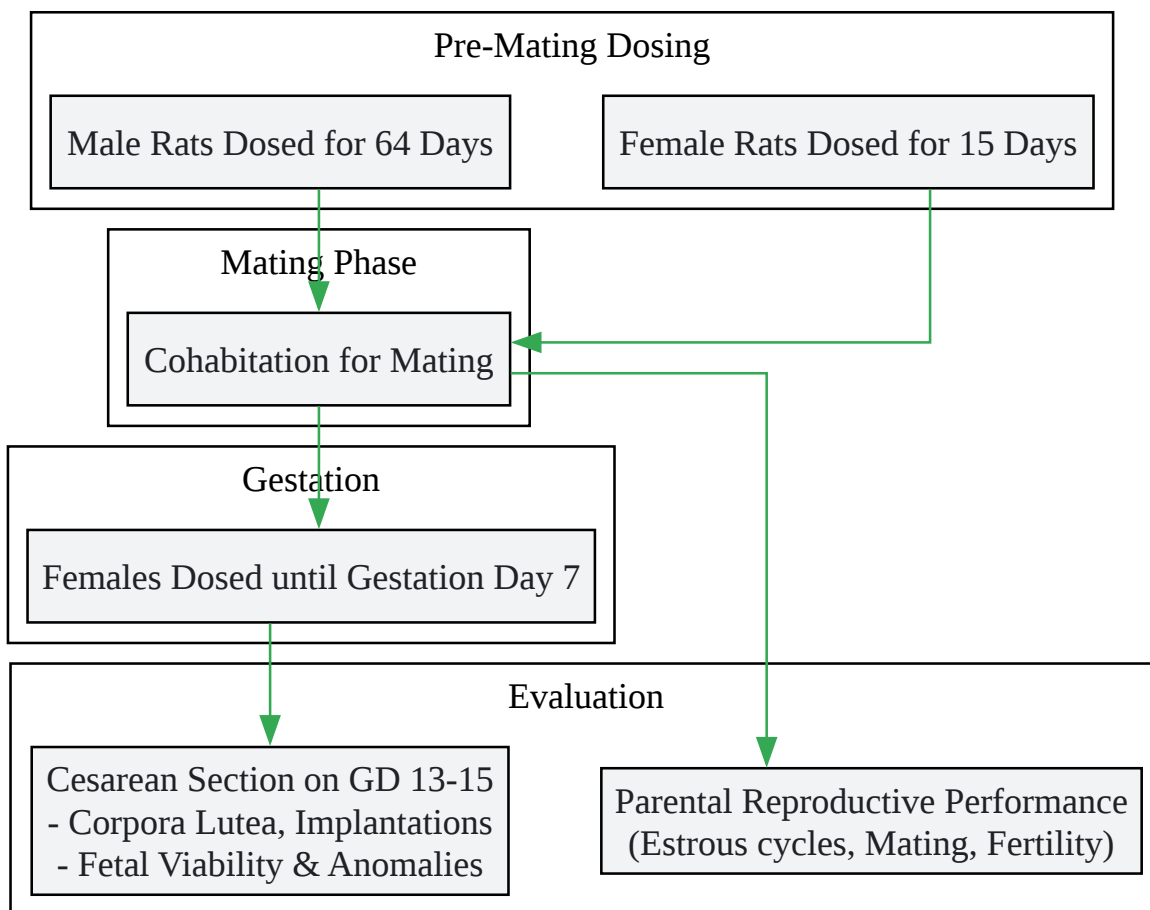 Pre-Mating Dosing
Male Rats Dosed for 64 Days
Female Rats Dosed for 15 Days
Mating Phase
Cohabitation for Mating
Gestation
Females Dosed until Gestation Day 7
Evaluation
Cesarean Section on GD 13-15
- Corpora Lutea, Implantations
- Fetal Viability & Anomalies
Parental Reproductive Performance
(Estrous cycles, Mating, Fertility)